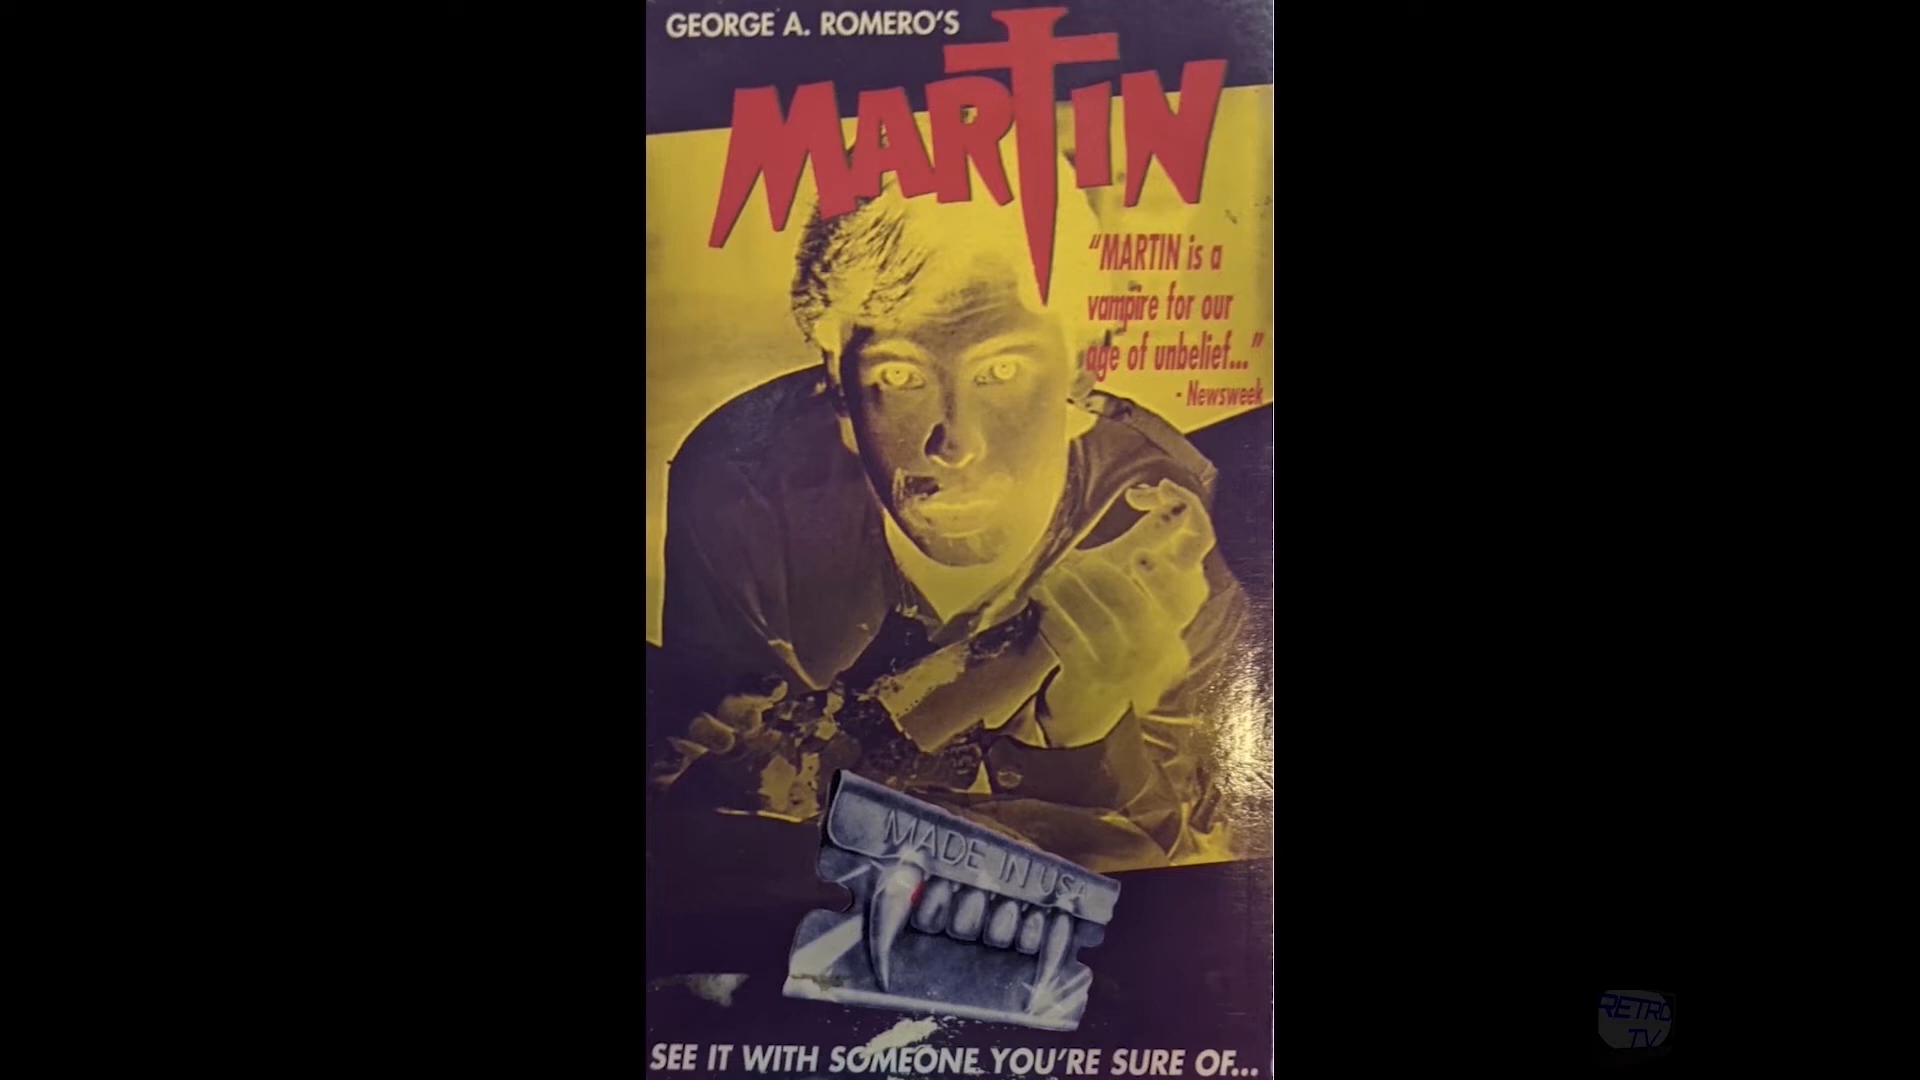 GEORGE A. ROMERO'S
MARTIN
"MARTIN is a
vampire for our
age of unbelief..."
- Newsweek
MADE IN USA
SEE IT WITH SOMEONE YOU'RE SURE OF...
RETRO
TV